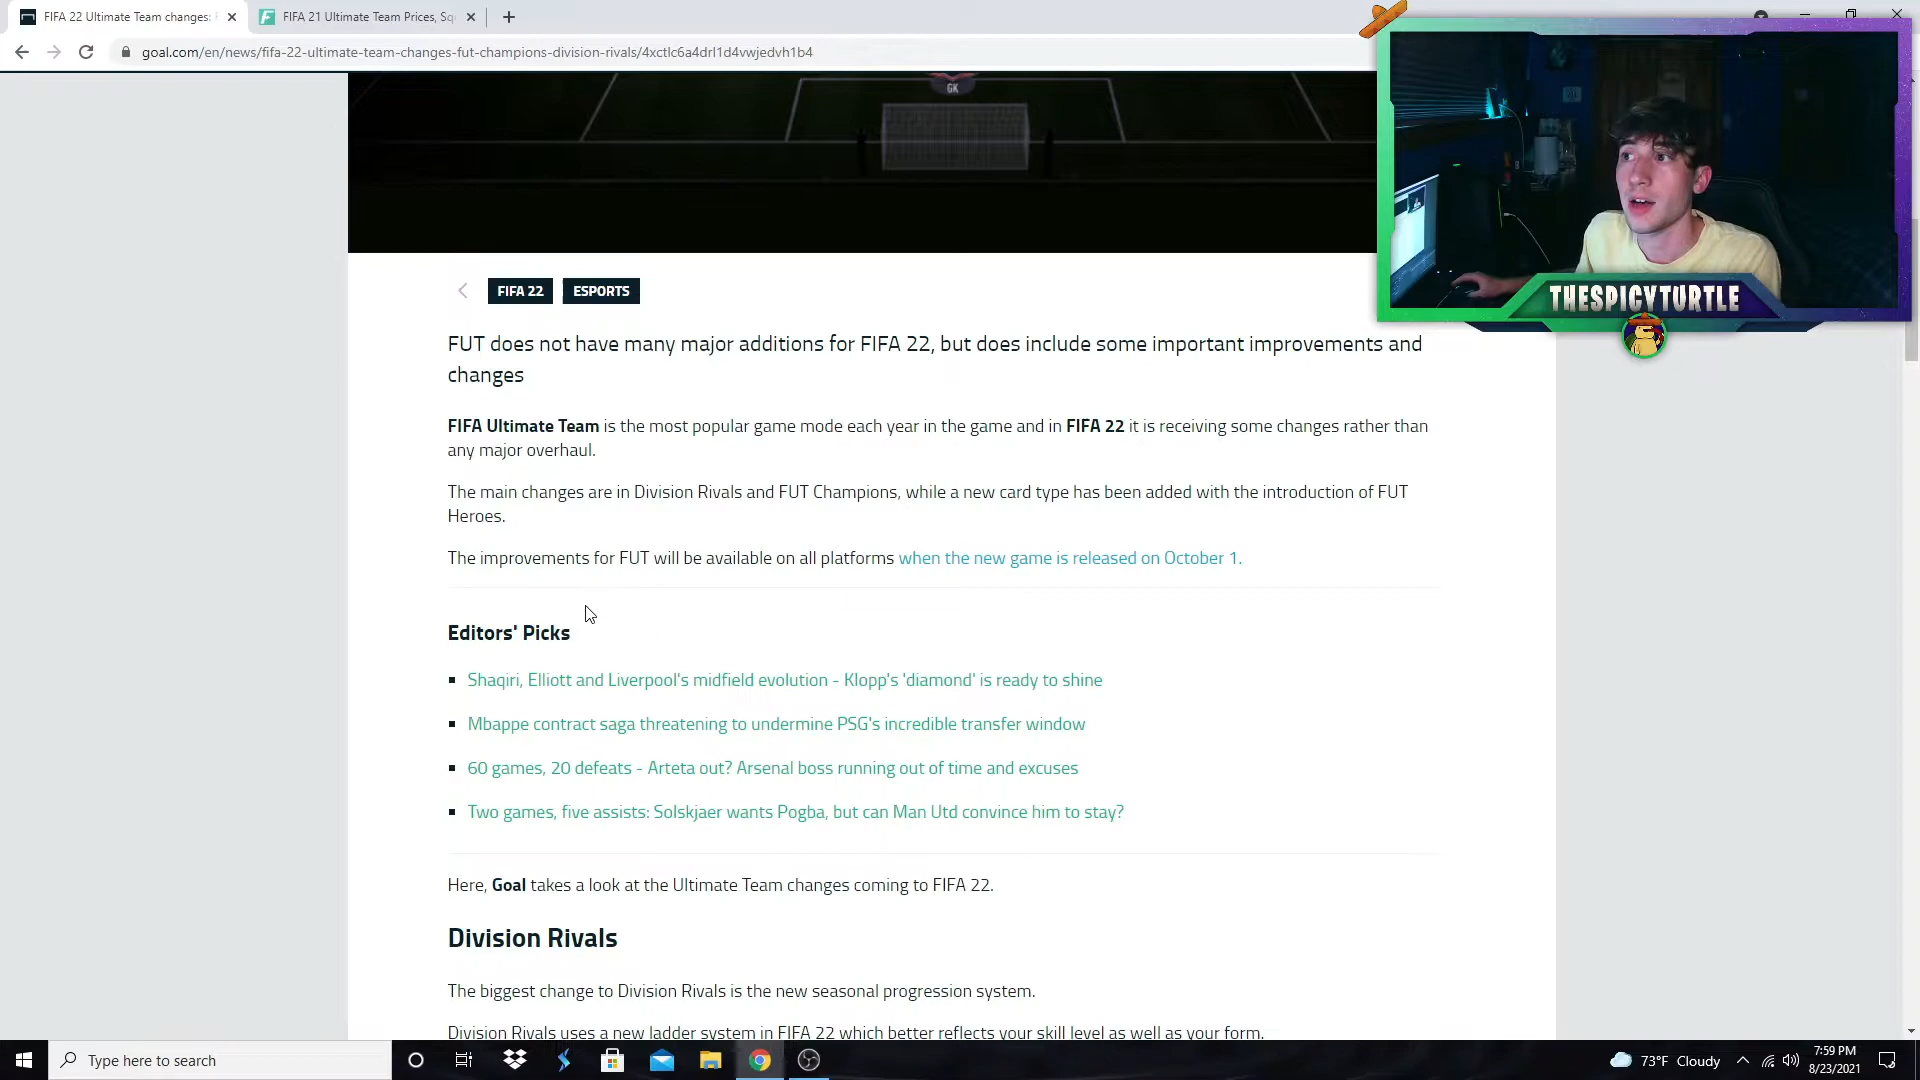 FIFA 22 Ultimate Team changes:
FIFA 21 Ultimate Team Prices, Sq
goal.com/en/news/fifa-22-ultimate-team-changes-fut-champions-division-rivals/4xctlc6a4drl1d4vwjedvh1b4
GK
THESPICYTURTLE
FIFA 22
ESPORTS
FUT does not have many major additions for FIFA 22, but does include some important improvements and
changes
FIFA Ultimate Team is the most popular game mode each year in the game and in FIFA 22 it is receiving some changes rather than
any major overhaul.
The main changes are in Division Rivals and FUT Champions, while a new card type has been added with the introduction of FUT
Heroes.
The improvements for FUT will be available on all platforms when the new game is released on October 1.
Editors' Picks
Shaqiri, Elliott and Liverpool's midfield evolution - Klopp's 'diamond' is ready to shine
Mbappe contract saga threatening to undermine PSG's incredible transfer window
60 games, 20 defeats - Arteta out? Arsenal boss running out of time and excuses
Two games, five assists: Solskjaer wants Pogba, but can Man Utd convince him to stay?
Here, Goal takes a look at the Ultimate Team changes coming to FIFA 22.
Division Rivals
The biggest change to Division Rivals is the new seasonal progression system.
Division Rivals uses a new ladder system in FIFA 22 which better reflects your skill level as well as your form.
Type here to search
73°F Cloudy
7:59 PM
8/23/2021